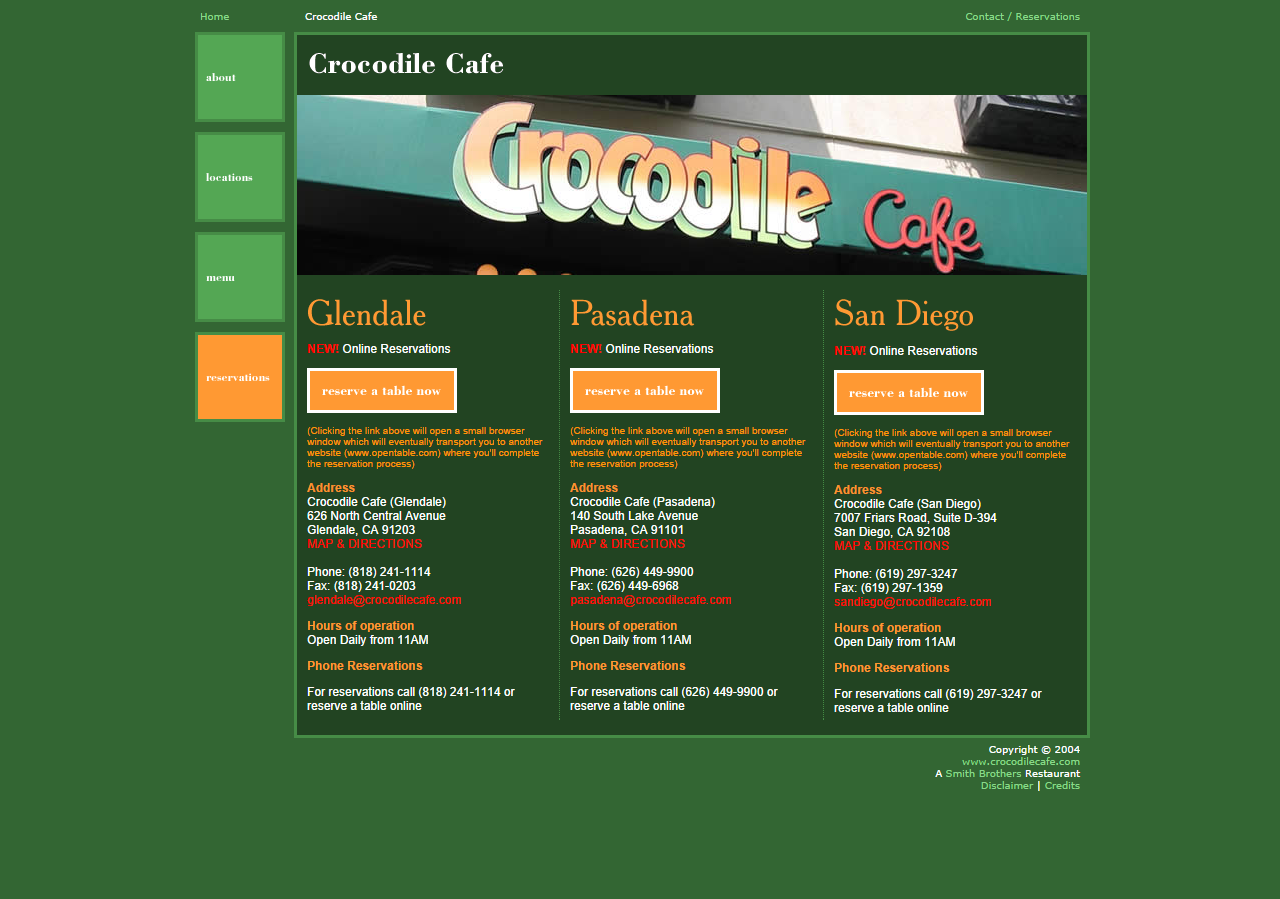 Home
Crocodile Cafe
Contact / Reservations
about
locations
menu
reservations
Crocodile Cafe
Crocodile Cafe
Glendale
NEW! Online Reservations
reserve a table now
(Clicking the link above will open a small browser
window which will eventually transport you to another
website (www.opentable.com) where you'll complete
the reservation process)
Address
Crocodile Cafe (Glendale)
626 North Central Avenue
Glendale, CA 91203
MAP & DIRECTIONS
Phone: (818) 241-1114
Fax: (818) 241-0203
glendale@crocodilecafe.com
Hours of operation
Open Daily from 11AM
Phone Reservations
For reservations call (818) 241-1114 or
reserve a table online
Pasadena
NEW! Online Reservations
reserve a table now
(Clicking the link above will open a small browser
window which will eventually transport you to another
website (www.opentable.com) where you'll complete
the reservation process)
Address
Crocodile Cafe (Pasadena)
140 South Lake Avenue
Pasadena, CA 91101
MAP & DIRECTIONS
Phone: (626) 449-9900
Fax: (626) 449-6968
pasadena@crocodilecafe.com
Hours of operation
Open Daily from 11AM
Phone Reservations
For reservations call (626) 449-9900 or
reserve a table online
San Diego
NEW! Online Reservations
reserve a table now
(Clicking the link above will open a small browser
window which will eventually transport you to another
website (www.opentable.com) where you'll complete
the reservation process)
Address
Crocodile Cafe (San Diego)
7007 Friars Road, Suite D-394
San Diego, CA 92108
MAP & DIRECTIONS
Phone: (619) 297-3247
Fax: (619) 297-1359
sandiego@crocodilecafe.com
Hours of operation
Open Daily from 11AM
Phone Reservations
For reservations call (619) 297-3247 or
reserve a table online
Copyright © 2004
www.crocodilecafe.com
A Smith Brothers Restaurant
Disclaimer | Credits